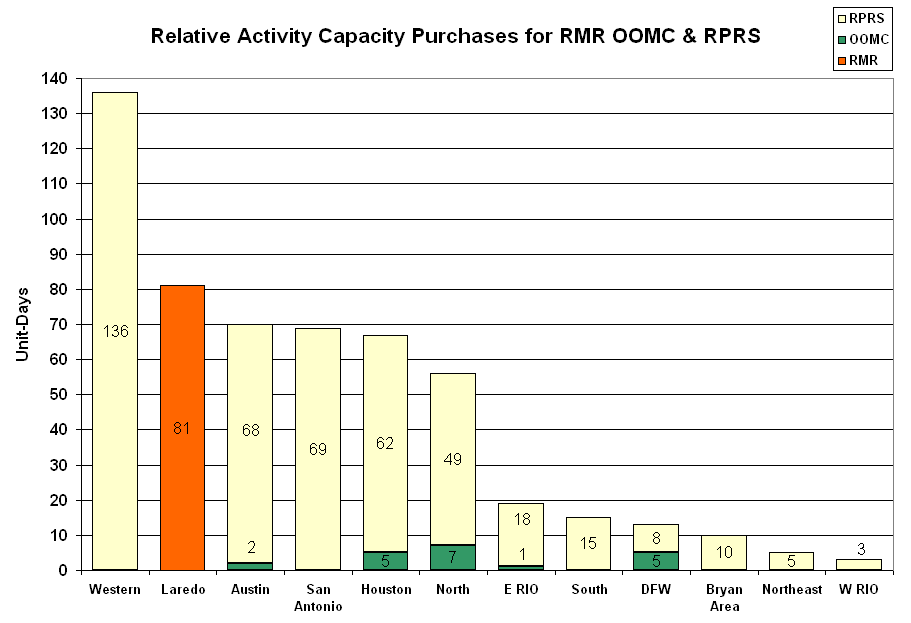 Relative Activity Capacity Purchases for RMR OOMC & RPRS
RPRS
OOMC
RMR
Unit-Days
140
130
120
110
100
90
80
70
60
50
40
30
20
10
0
136
81
68
2
69
62
5
49
7
18
1
15
8
5
10
5
3
Western
Laredo
Austin
San
Antonio
Houston
North
E RIO
South
DFW
Bryan
Area
Northeast
W RIO